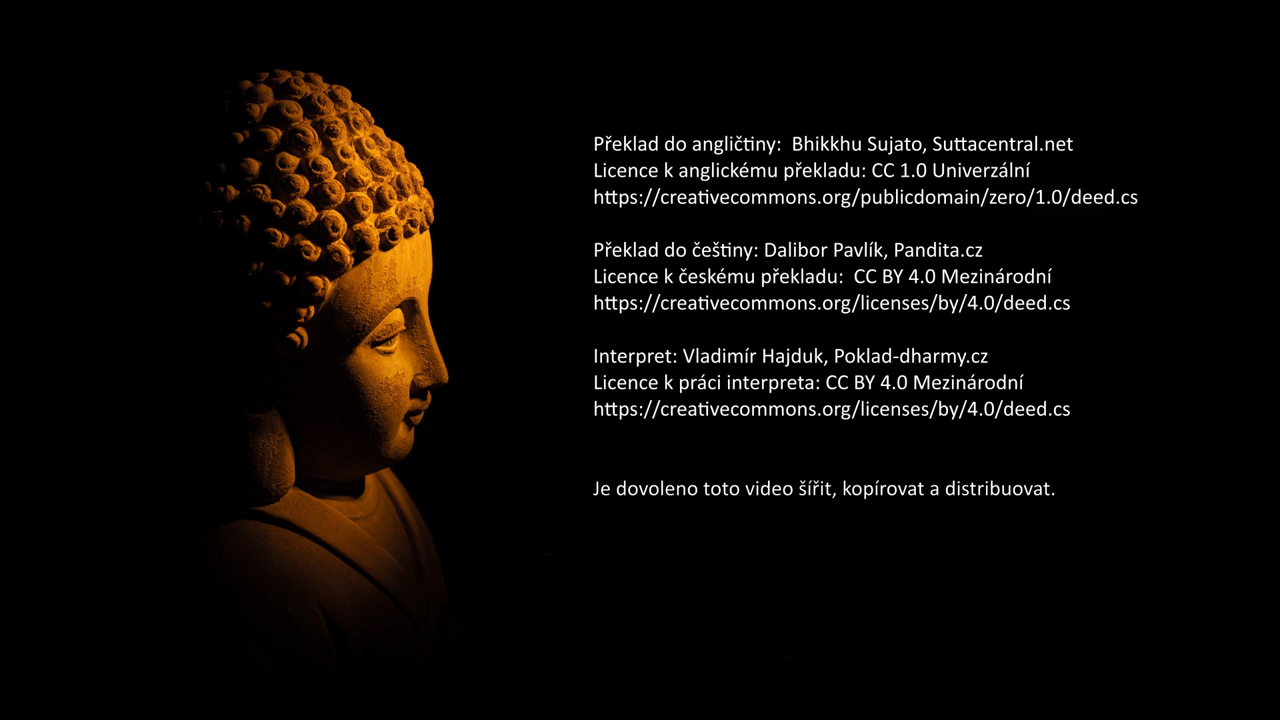 Překlad do angličtiny:  Bhikkhu Sujato, Suttacentral.net
Licence k anglickému překladu: CC 1.0 Univerzální
https://creativecommons.org/publicdomain/zero/1.0/deed.cs
Překlad do češtiny: Dalibor Pavlík, Pandita.cz
Licence k českému překladu:  CC BY 4.0 Mezinárodní
https://creativecommons.org/licenses/by/4.0/deed.cs
Interpret: Vladimír Hajduk, Poklad-dharmy.cz
Licence k práci interpreta: CC BY 4.0 Mezinárodní
https://creativecommons.org/licenses/by/4.0/deed.cs
Je dovoleno toto video šířit, kopírovat a distribuovat.